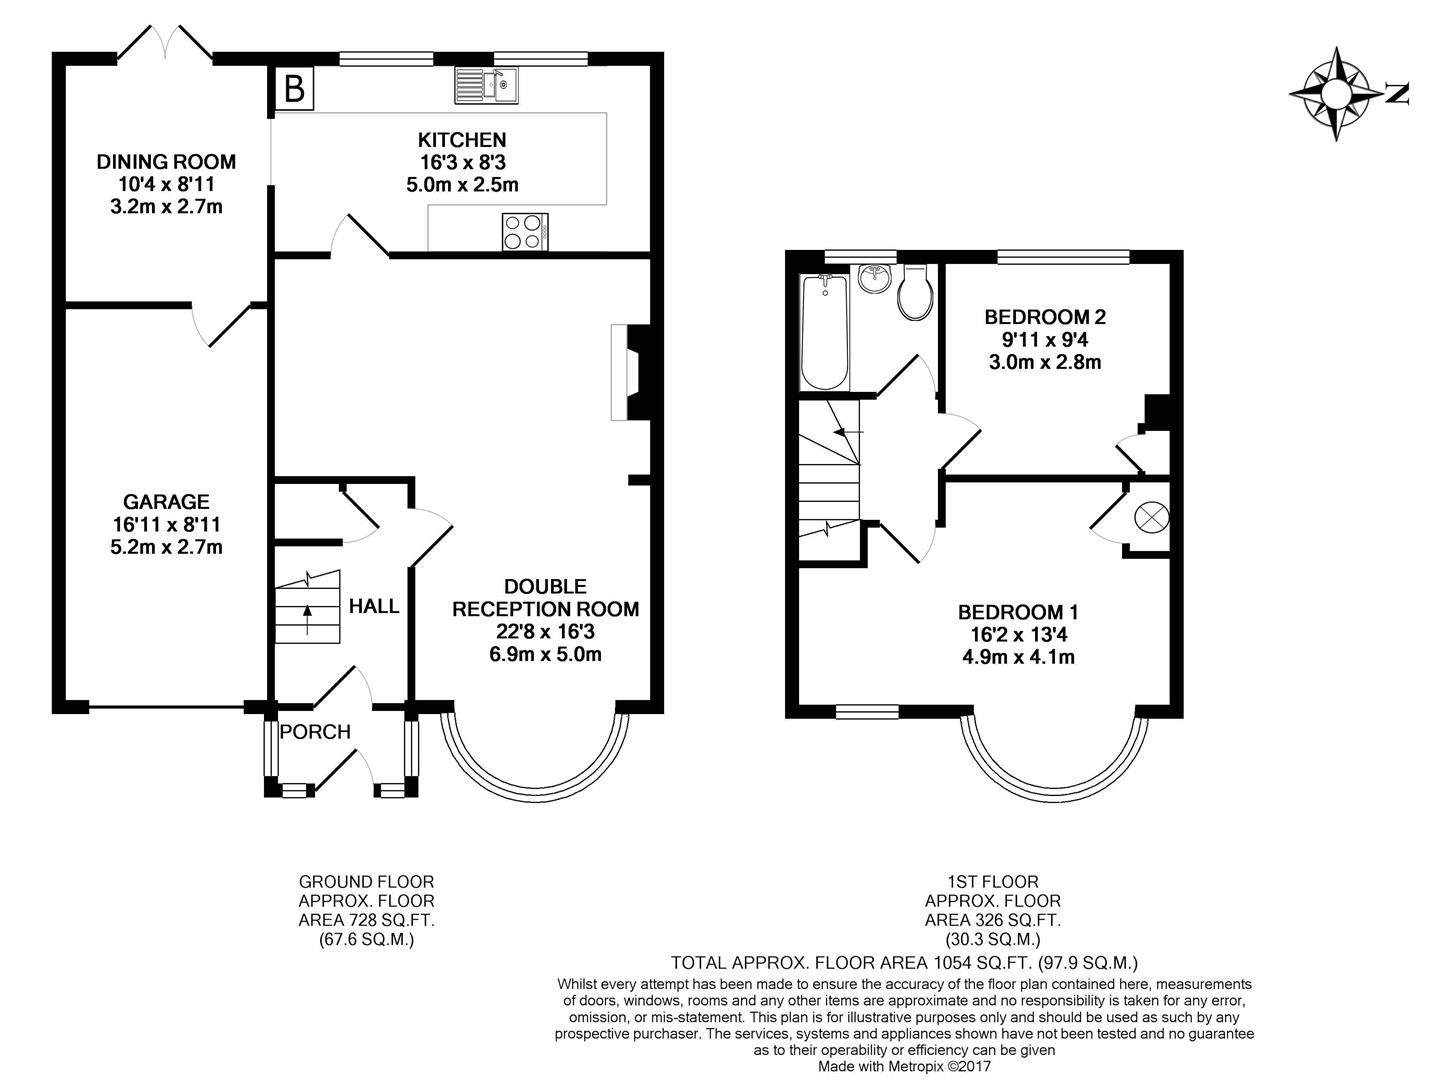 B
KITCHEN
16'3 x 8'3
5.0m x 2.5m
DINING ROOM
10'4 x 8'11
3.2m x 2.7m
GARAGE
16'11 x 8'11
5.2m x 2.7m
HALL
DOUBLE
RECEPTION ROOM
22'8 x 16'3
6.9m x 5.0m
PORCH
N
BEDROOM 2
9'11 x 9'4
3.0m x 2.8m
BEDROOM 1
16'2 x 13'4
4.9m x 4.1m
GROUND FLOOR
APPROX. FLOOR
AREA 728 SQ.FT.
(67.6 SQ.M.)
1ST FLOOR
APPROX. FLOOR
AREA 326 SQ.FT.
(30.3 SQ.M.)
TOTAL APPROX. FLOOR AREA 1054 SQ.FT. (97.9 SQ.M.)
Whilst every attempt has been made to ensure the accuracy of the floor plan contained here, measurements
of doors, windows, rooms and any other items are approximate and no responsibility is taken for any error,
omission, or mis-statement. This plan is for illustrative purposes only and should be used as such by any
prospective purchaser. The services, systems and appliances shown have not been tested and no guarantee
as to their operability or efficiency can be given
Made with Metropix ©2017